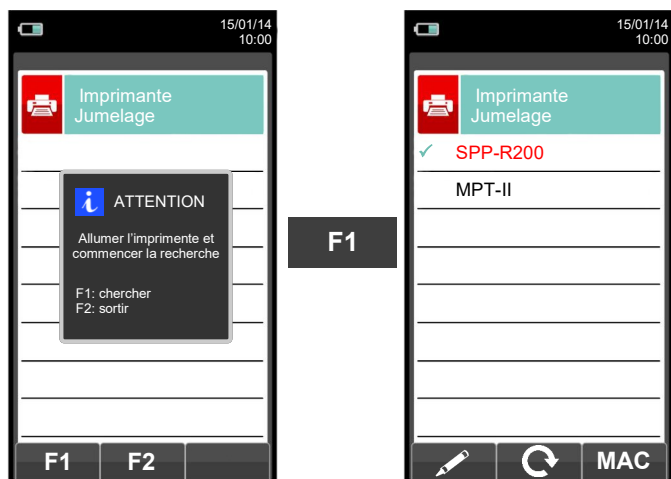 15/01/14
10:00
Imprimante
Jumelage
ATTENTION
Allumer l'imprimente et
commencer la recherche
F1: chercher
F2: sortir
F1
F2
F1
15/01/14
10:00
Imprimante
Jumelage
SPP-R200
MPT-II
MAC